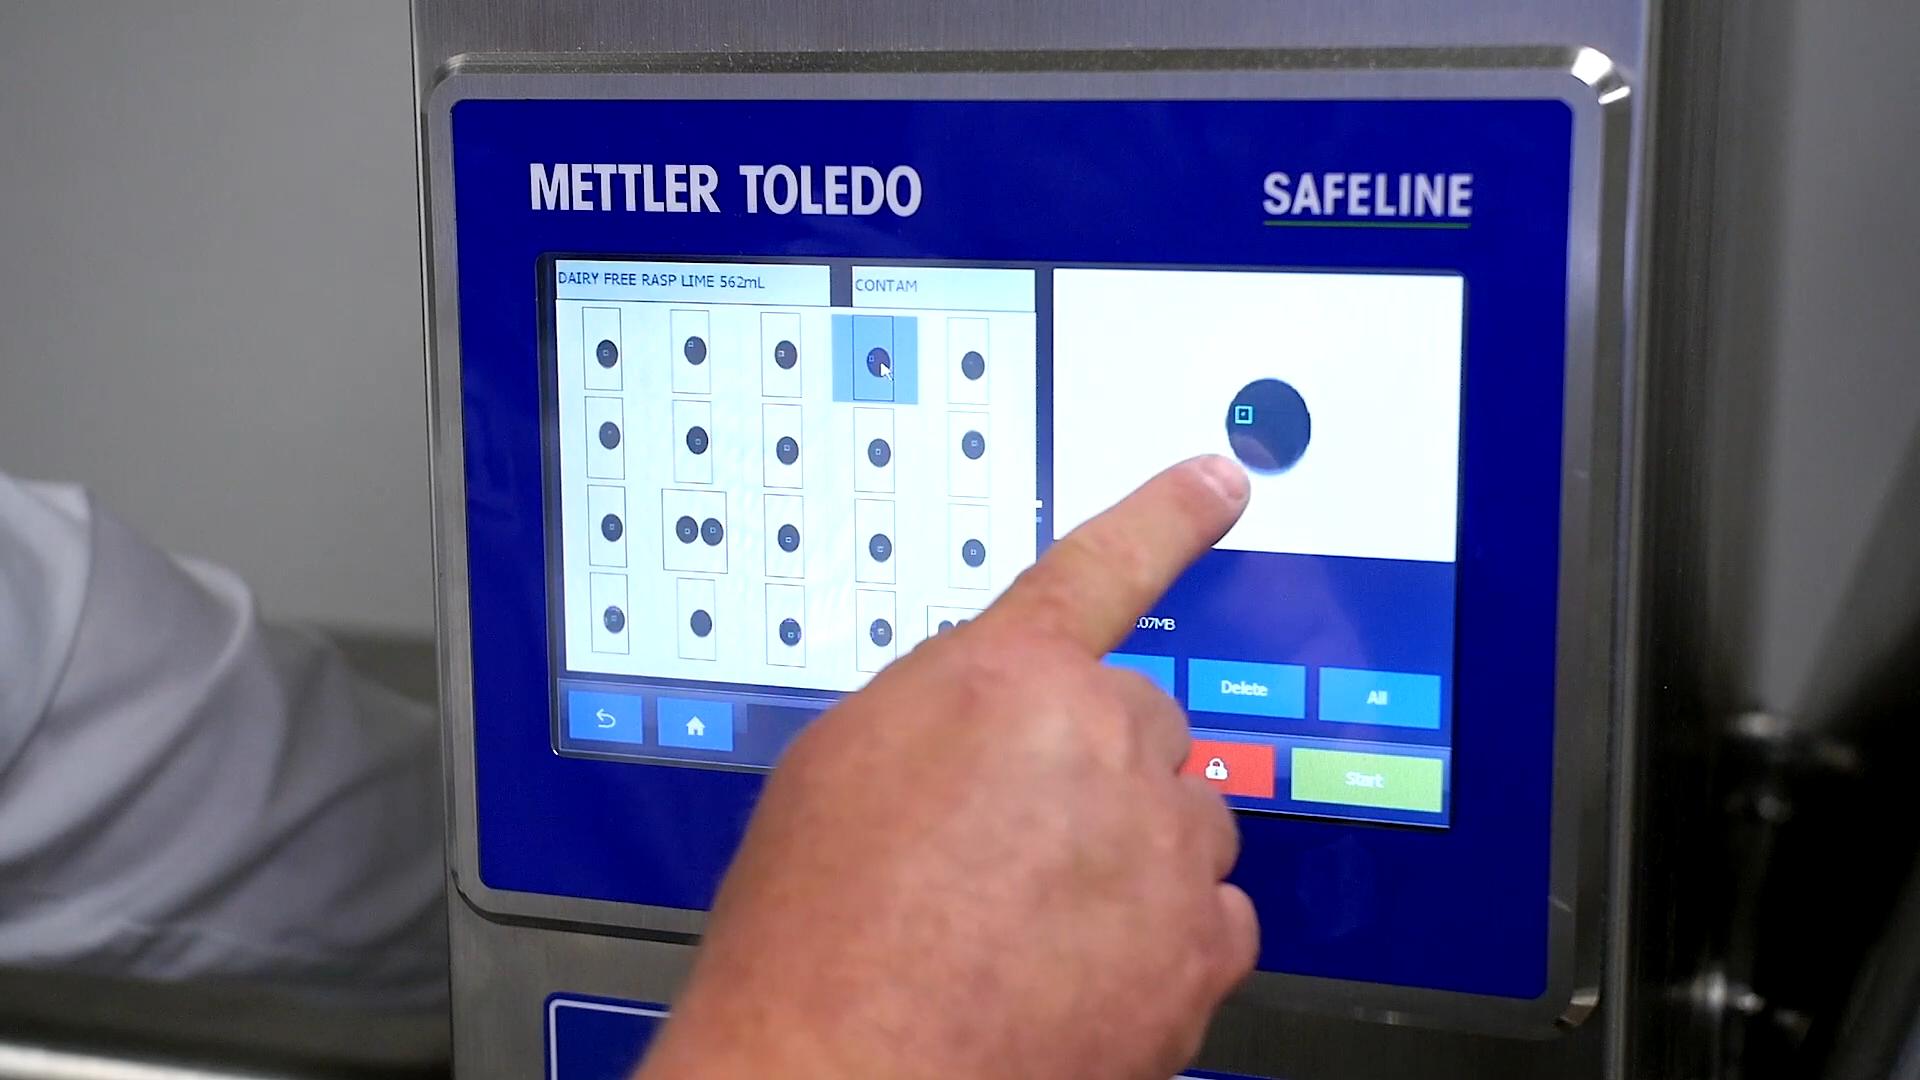 METTLER TOLEDO
SAFELINE
DAIRY FREE RASP LIME 562mL
CONTAM
.07MB
Delete
All
Start